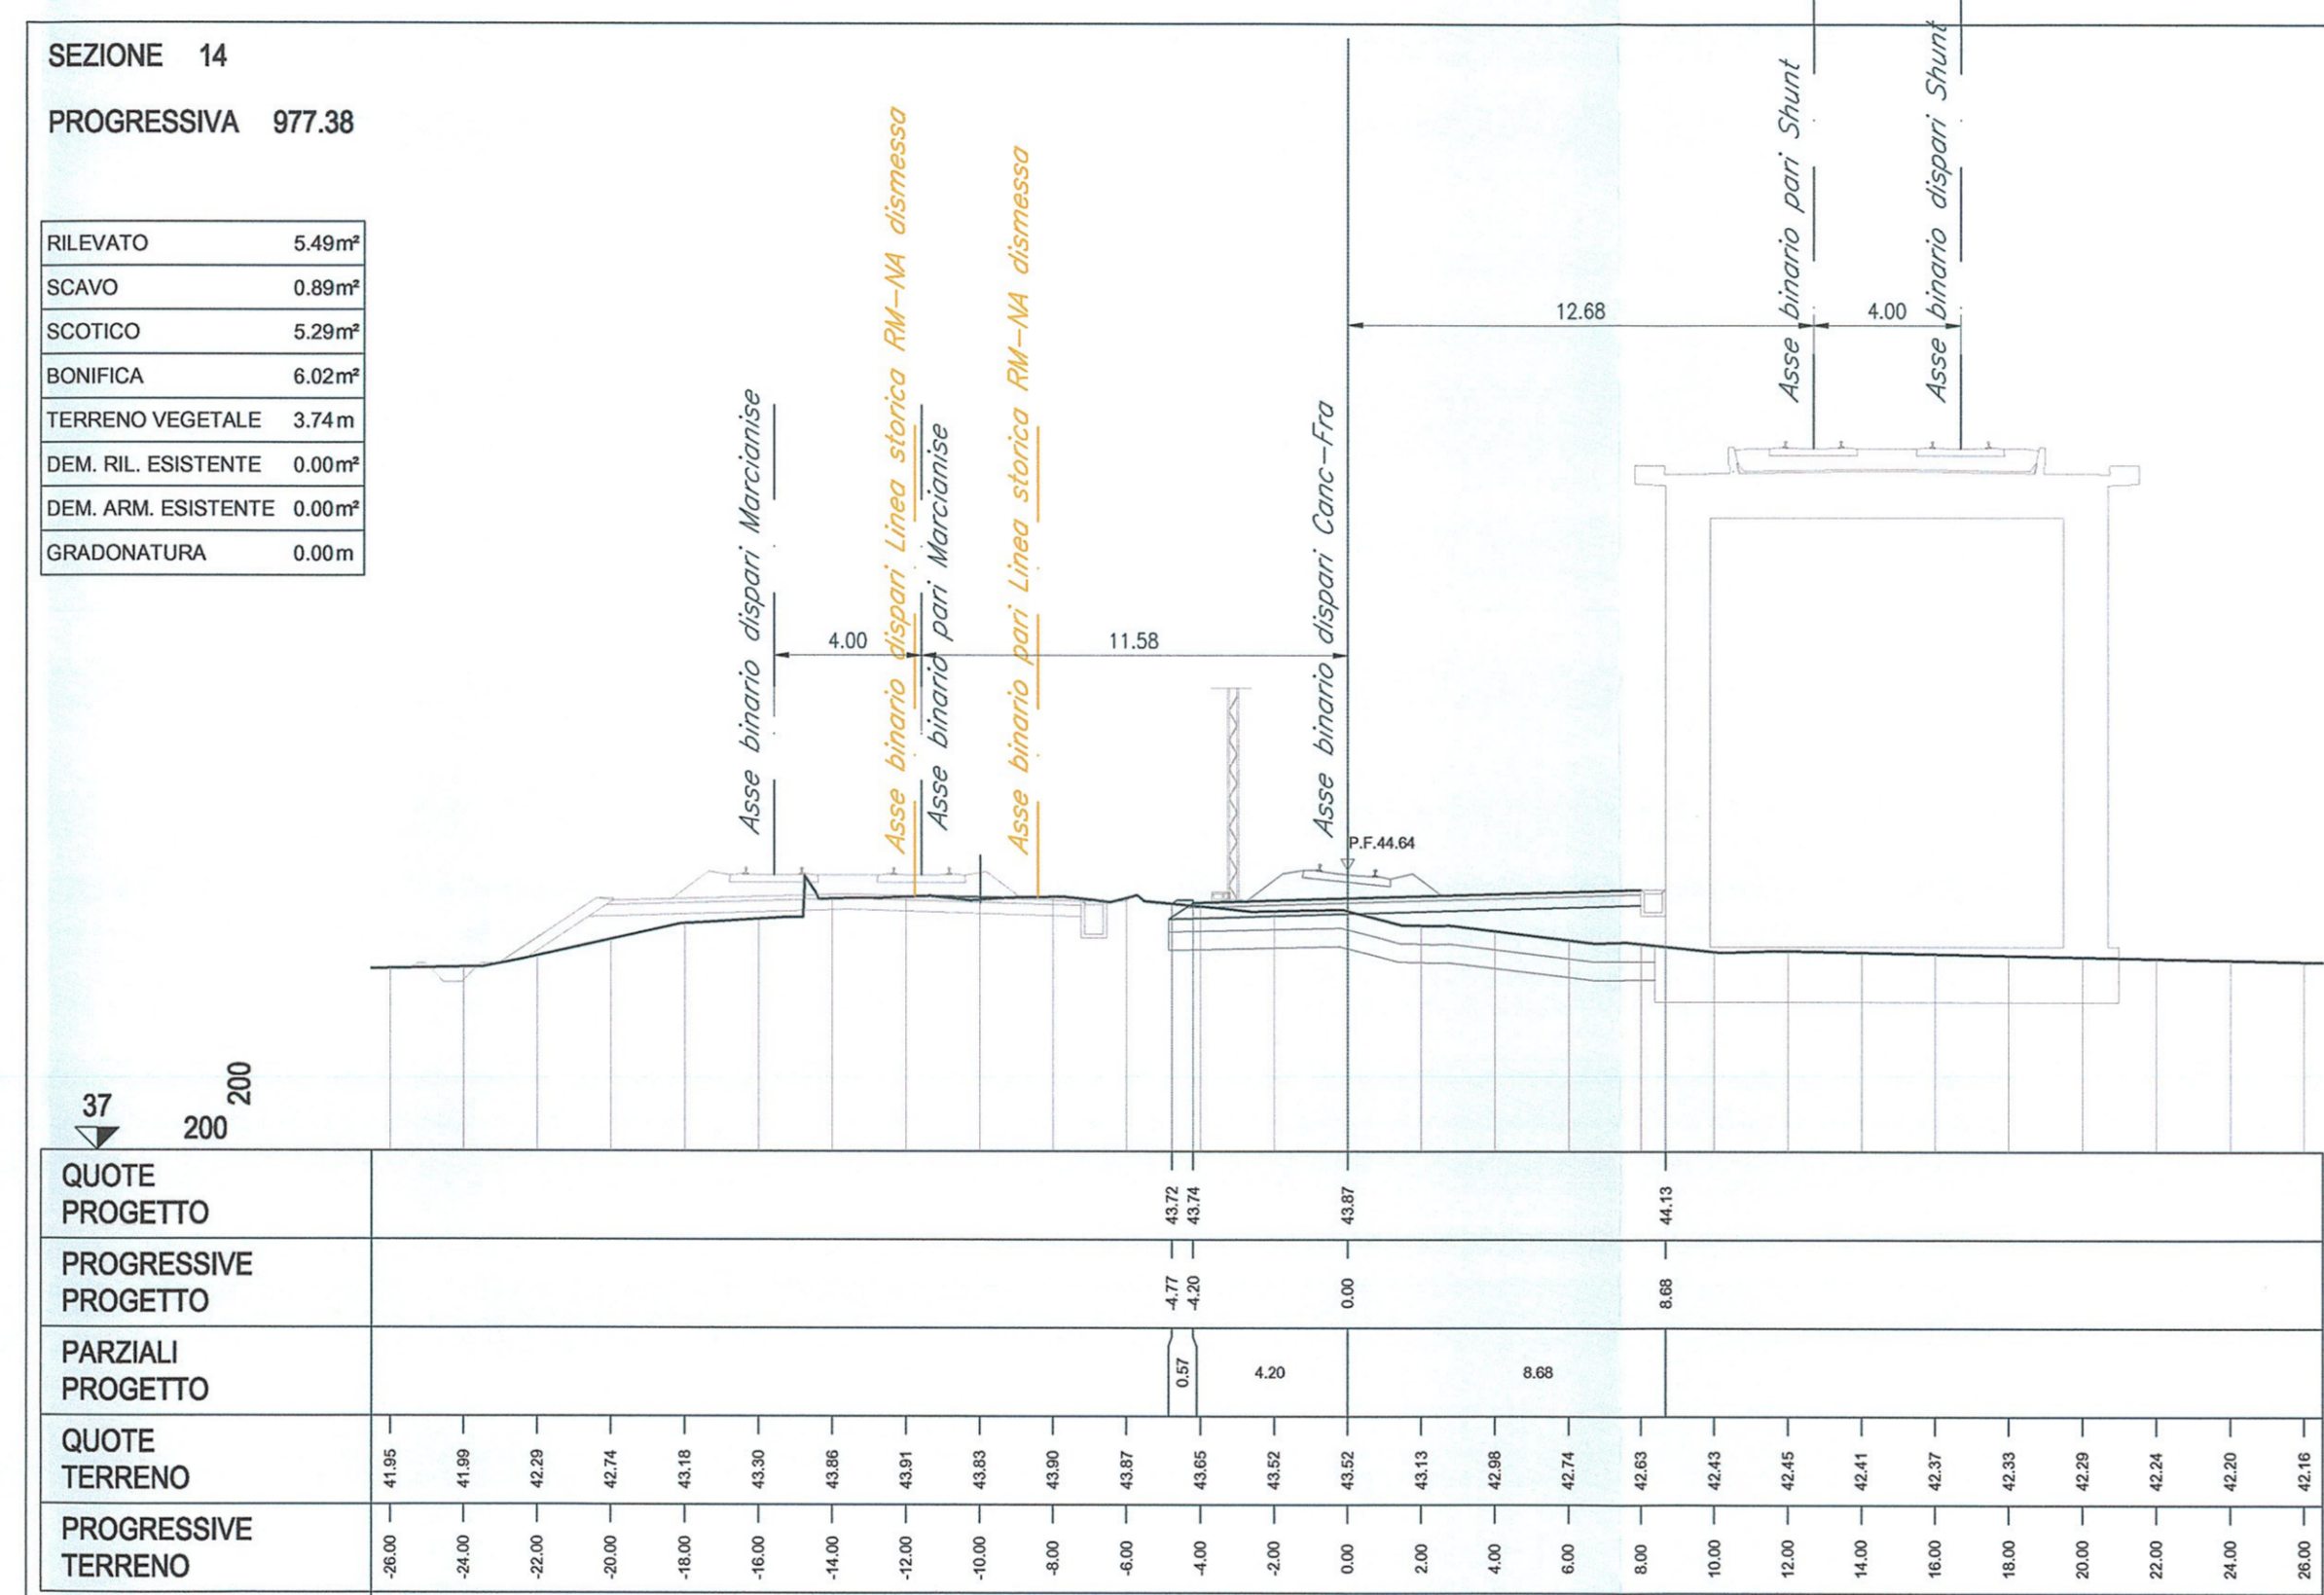 SEZIONE 14
PROGRESSIVA 977.38
RILEVATO 5.49m²
SCAVO 0.89m²
SCOTICO 5.29m²
BONIFICA 6.02m²
TERRENO VEGETALE 3.74m
DEM. RIL. ESISTENTE 0.00m²
DEM. ARM. ESISTENTE 0.00m²
GRADONATURA 0.00m
Asse binario dispari Marcianise
Asse binario dispari Linea storica RM-NA dismessa
Asse binario pari Marcianise
Asse binario pari Linea storica RM-NA dismessa
Asse binario dispari Canc-Fra
Asse binario pari Shunt
Asse binario dispari Shunt
12.68 4.00
4.00 11.58
P.F.44.64
37
200
200
QUOTE
PROGETTO
43.72 43.74 43.87 44.13
PROGRESSIVE
PROGETTO
-4.77 -4.20 0.00 8.68
PARZIALI
PROGETTO
0.57 4.20 8.68
QUOTE
TERRENO
41.95 41.99 42.29 42.74 43.18 43.30 43.86 43.91 43.83 43.90 43.87 43.65 43.52 43.52 43.13 42.98 42.74 42.63 42.43 42.45 42.41 42.37 42.33 42.29 42.24 42.20 42.16
PROGRESSIVE
TERRENO
-26.00 -24.00 -22.00 -20.00 -18.00 -16.00 -14.00 -12.00 -10.00 -8.00 -6.00 -4.00 -2.00 0.00 2.00 4.00 6.00 8.00 10.00 12.00 14.00 16.00 18.00 20.00 22.00 24.00 26.00